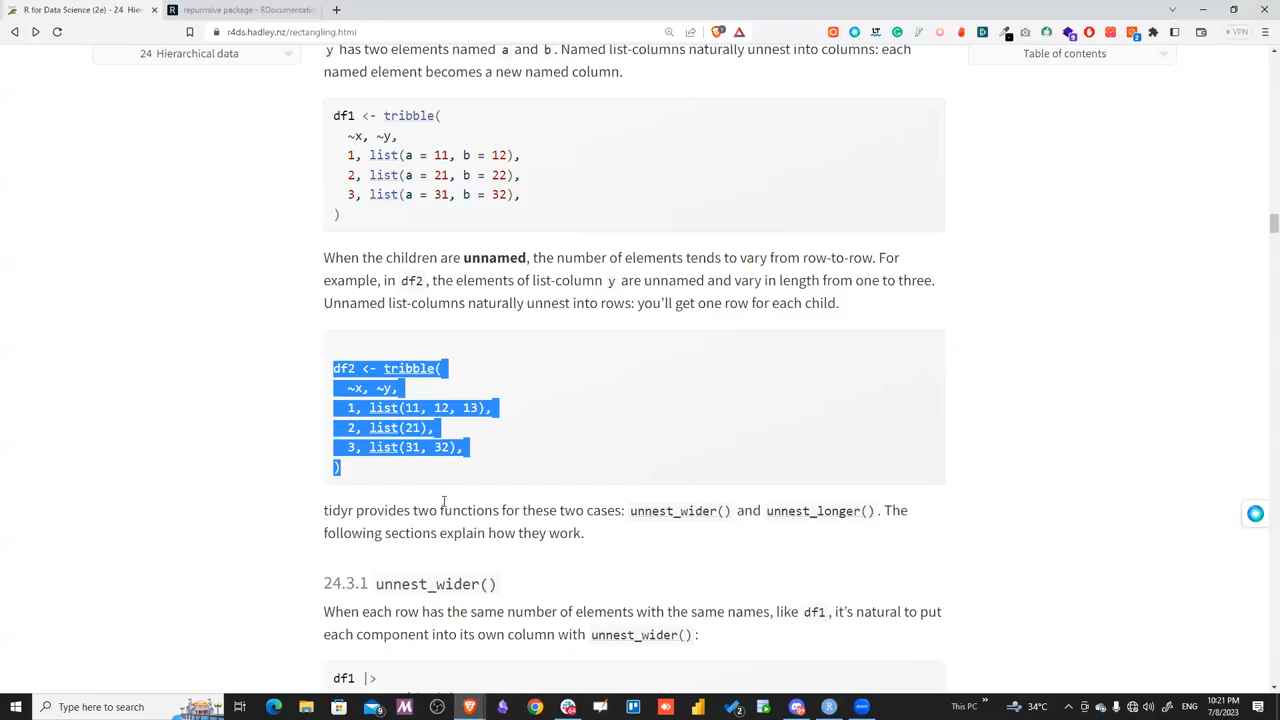 R for Data Science (2e) - 24 Hier
repurrrsive package - RDocumentati
r4ds.hadley.nz/rectangling.html
VPN
24 Hierarchical data
Table of contents
y has two elements named a and b. Named list-columns naturally unnest into columns: each
named element becomes a new named column.
df1 <- tribble(
~x, ~y,
1, list(a = 11, b = 12),
2, list(a = 21, b = 22),
3, list(a = 31, b = 32),
)
When the children are unnamed, the number of elements tends to vary from row-to-row. For
example, in df2, the elements of list-column y are unnamed and vary in length from one to three.
Unnamed list-columns naturally unnest into rows: you'll get one row for each child.
df2 <- tribble(
~x, ~y,
1, list(11, 12, 13),
2, list(21),
3, list(31, 32),
)
tidyr provides two functions for these two cases: unnest_wider() and unnest_longer(). The
following sections explain how they work.
24.3.1 unnest_wider()
When each row has the same number of elements with the same names, like df1, it's natural to put
each component into its own column with unnest_wider():
df1 |>
Type here to search
This PC
34°C
ENG
10:21 PM
7/8/2023